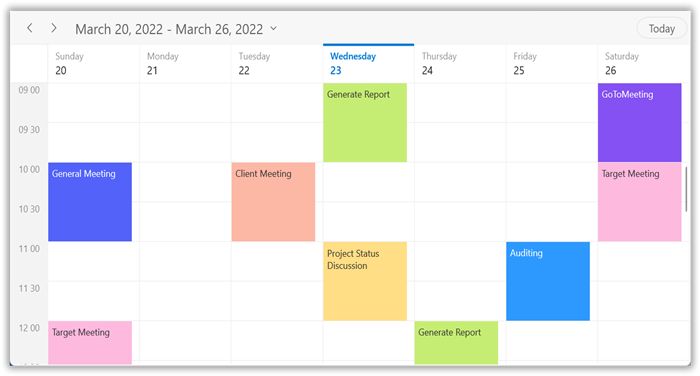 March 20, 2022 - March 26, 2022
Today
Sunday
20
Monday
21
Tuesday
22
Wednesday
23
Thursday
24
Friday
25
Saturday
26
09 00
Generate Report
GoToMeeting
09 30
10 00
General Meeting
Client Meeting
Target Meeting
10 30
11 00
Project Status
Discussion
Auditing
11 30
12 00
Target Meeting
Generate Report